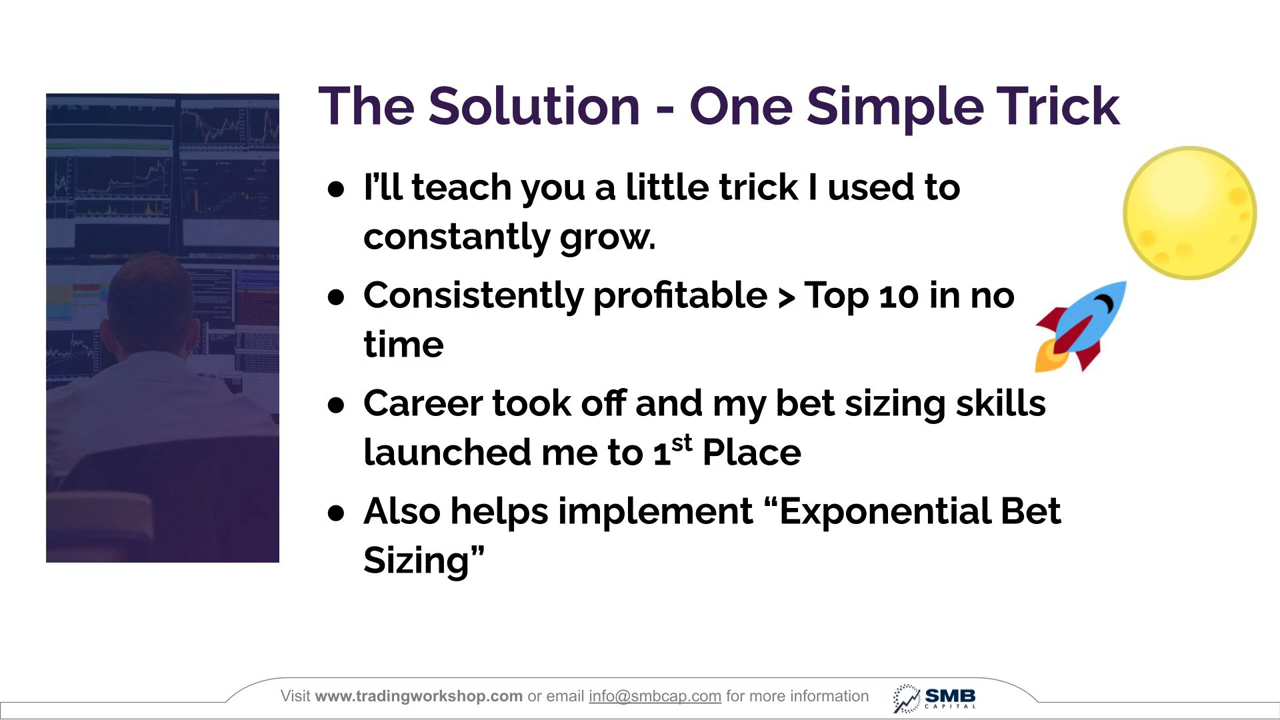 The Solution - One Simple Trick
● I’ll teach you a little trick I used to
constantly grow.
● Consistently profitable > Top 10 in no
time
● Career took off and my bet sizing skills
launched me to 1st Place
● Also helps implement “Exponential Bet
Sizing”
Visit www.tradingworkshop.com or email info@smbcap.com for more information
SMB
CAPITAL